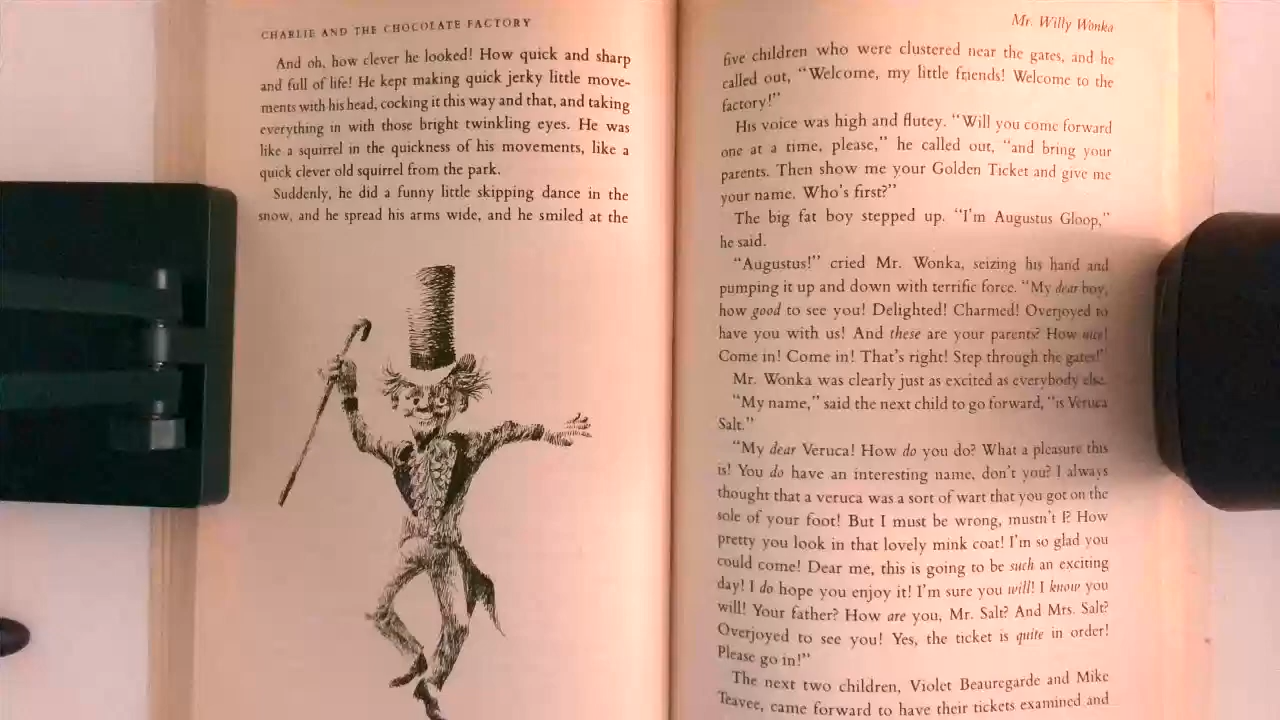 CHARLIE AND THE CHOCOLATE FACTORY
And oh, how clever he looked! How quick and sharp
and full of life! He kept making quick jerky little move-
ments with his head, cocking it this way and that, and taking
everything in with those bright twinkling eyes. He was
like a squirrel in the quickness of his movements, like a
quick clever old squirrel from the park.
Suddenly, he did a funny little skipping dance in the
snow, and he spread his arms wide, and he smiled at the
Mr. Willy Wonka
five children who were clustered near the gates, and he
called out, “Welcome, my little friends! Welcome to the
factory!”
His voice was high and flutey. “Will you come forward
one at a time, please,” he called out, “and bring your
parents. Then show me your Golden Ticket and give me
your name. Who's first?”
The big fat boy stepped up. “I'm Augustus Gloop,”
he said.
“Augustus!” cried Mr. Wonka, seizing his hand and
pumping it up and down with terrific force. “My dear boy,
how good to see you! Delighted! Charmed! Overjoyed to
have you with us! And these are your parents? How nice!
Come in! Come in! That's right! Step through the gates!”
Mr. Wonka was clearly just as excited as everybody else.
“My name,” said the next child to go forward, “is Veruca
Salt.”
“My dear Veruca! How do you do? What a pleasure this
is! You do have an interesting name, don't you? I always
thought that a veruca was a sort of wart that you got on the
sole of your foot! But I must be wrong, mustn't I? How
pretty you look in that lovely mink coat! I'm so glad you
could come! Dear me, this is going to be such an exciting
day! I do hope you enjoy it! I'm sure you will! I know you
will! Your father? How are you, Mr. Salt? And Mrs. Salt?
Overjoyed to see you! Yes, the ticket is quite in order!
Please go in!”
The next two children, Violet Beauregarde and Mike
Teavee, came forward to have their tickets examined and